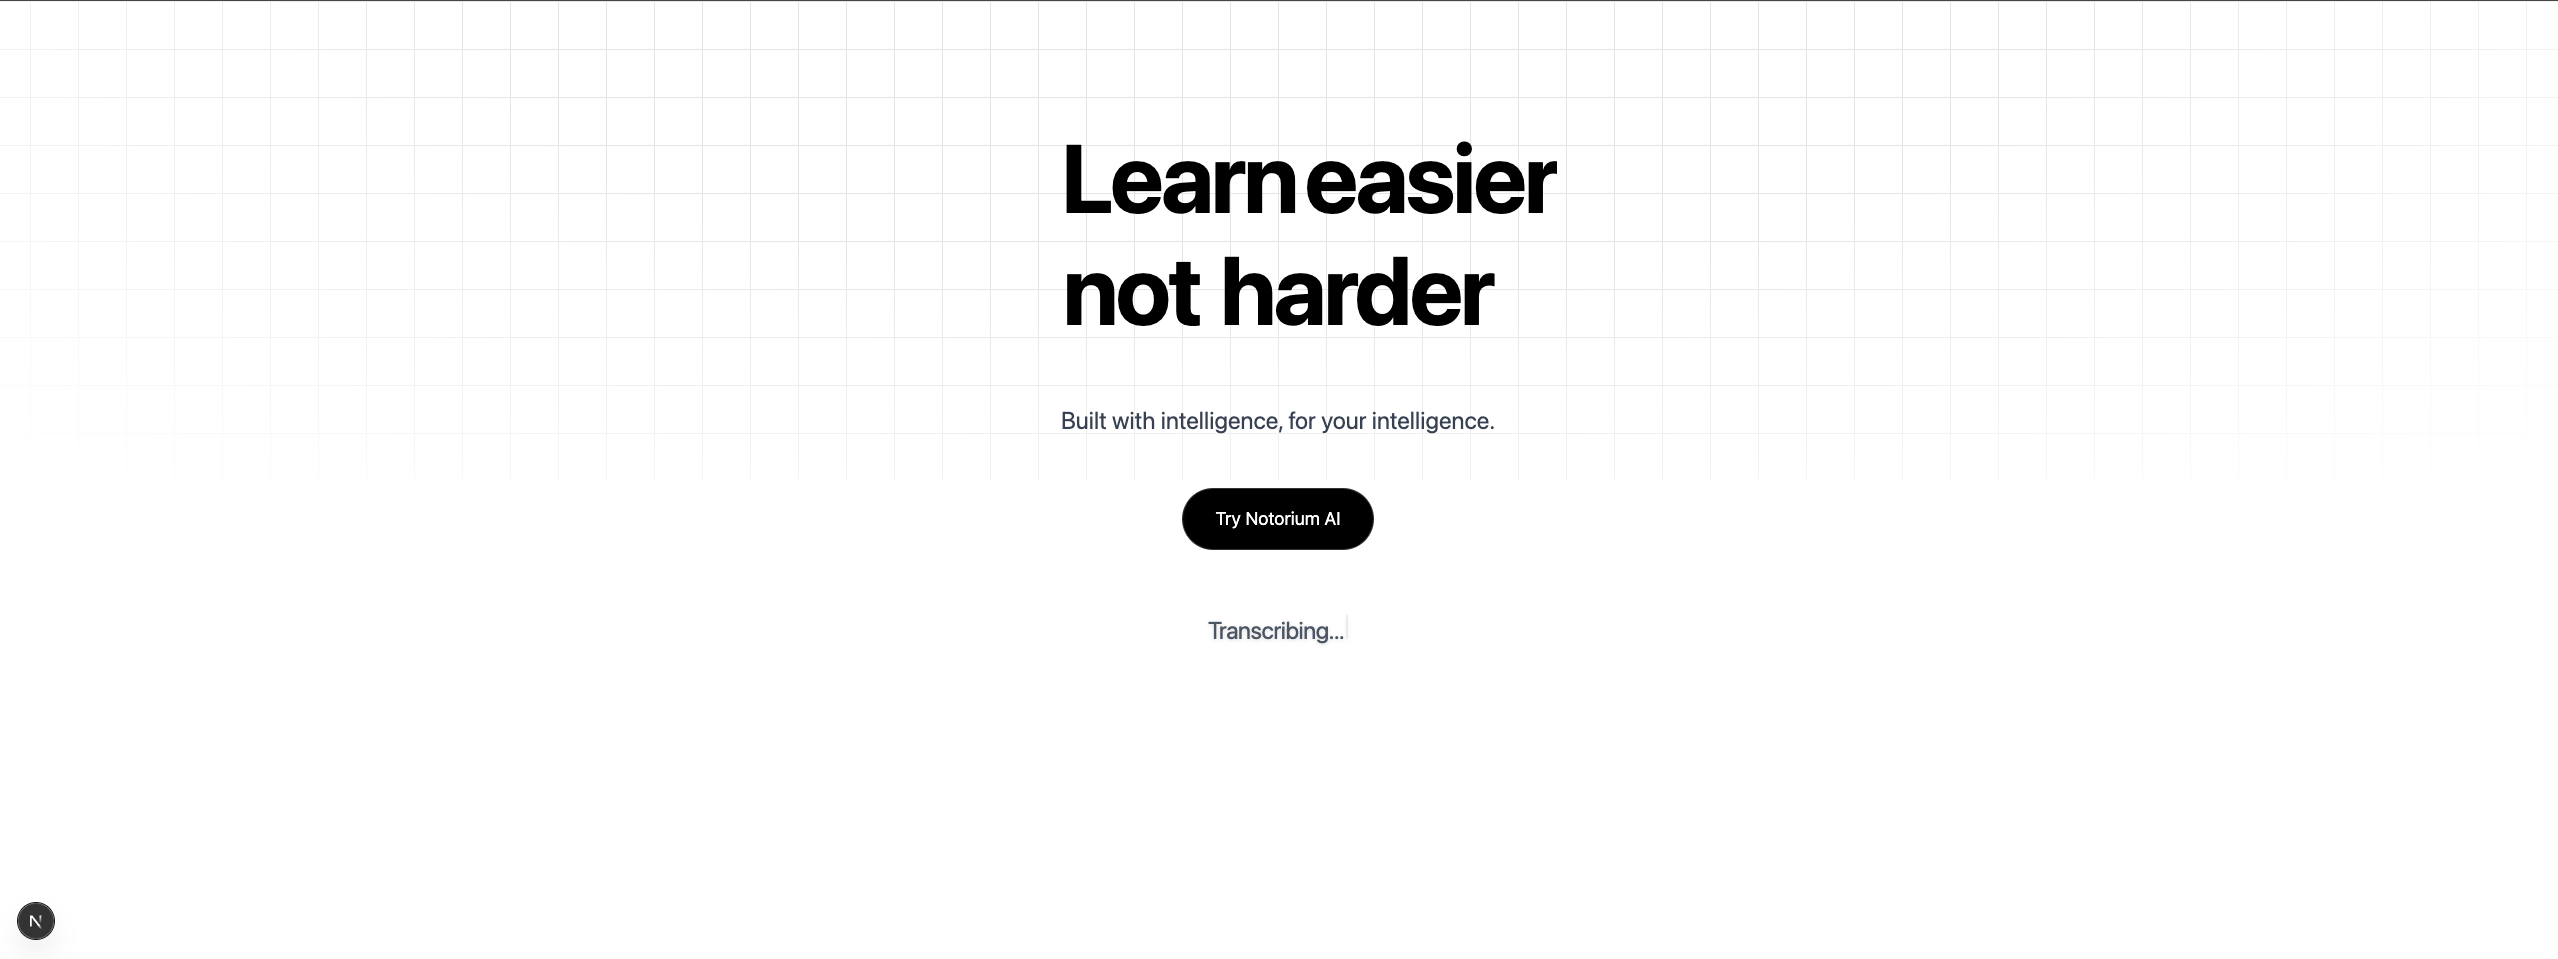 Learn easier
not harder
Built with intelligence, for your intelligence.
Try Notorium AI
Transcribing...
N